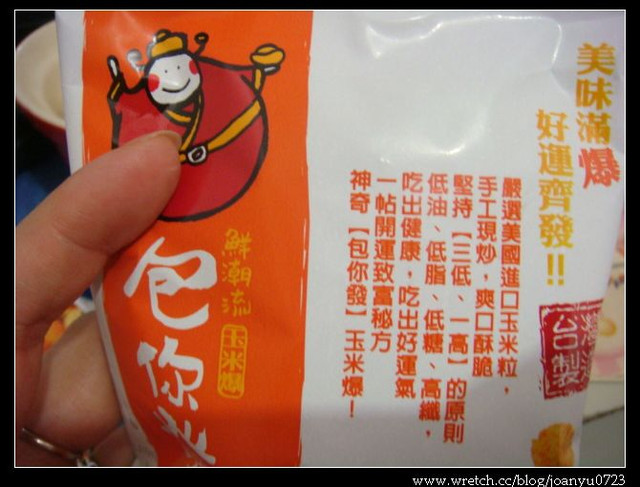 美味滿爆
好運齊發!!
嚴選美國進口玉米粒，
手工現炒，爽口酥脆
堅持【三低、一高】的原則
低油、低脂、低糖、高纖，
吃出健康，吃出好運氣
一帖開運致富秘方
神奇【包你發】玉米爆！
鮮潮流
玉米爆
包你
台製
www.wretch.cc/blog/joanyu0723